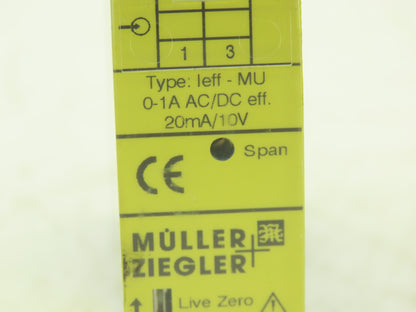 1 3
Type: Ieff - MU
0-1A AC/DC eff.
20mA/10V
Span
CE
MÜLLER
ZIEGLER
Live Zero